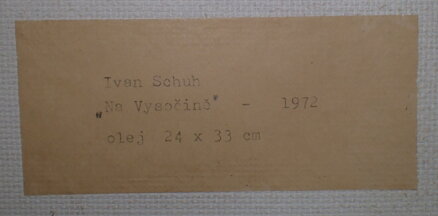 Ivan Schuh
"Na Vysočině" - 1972
olej 24 x 33 cm